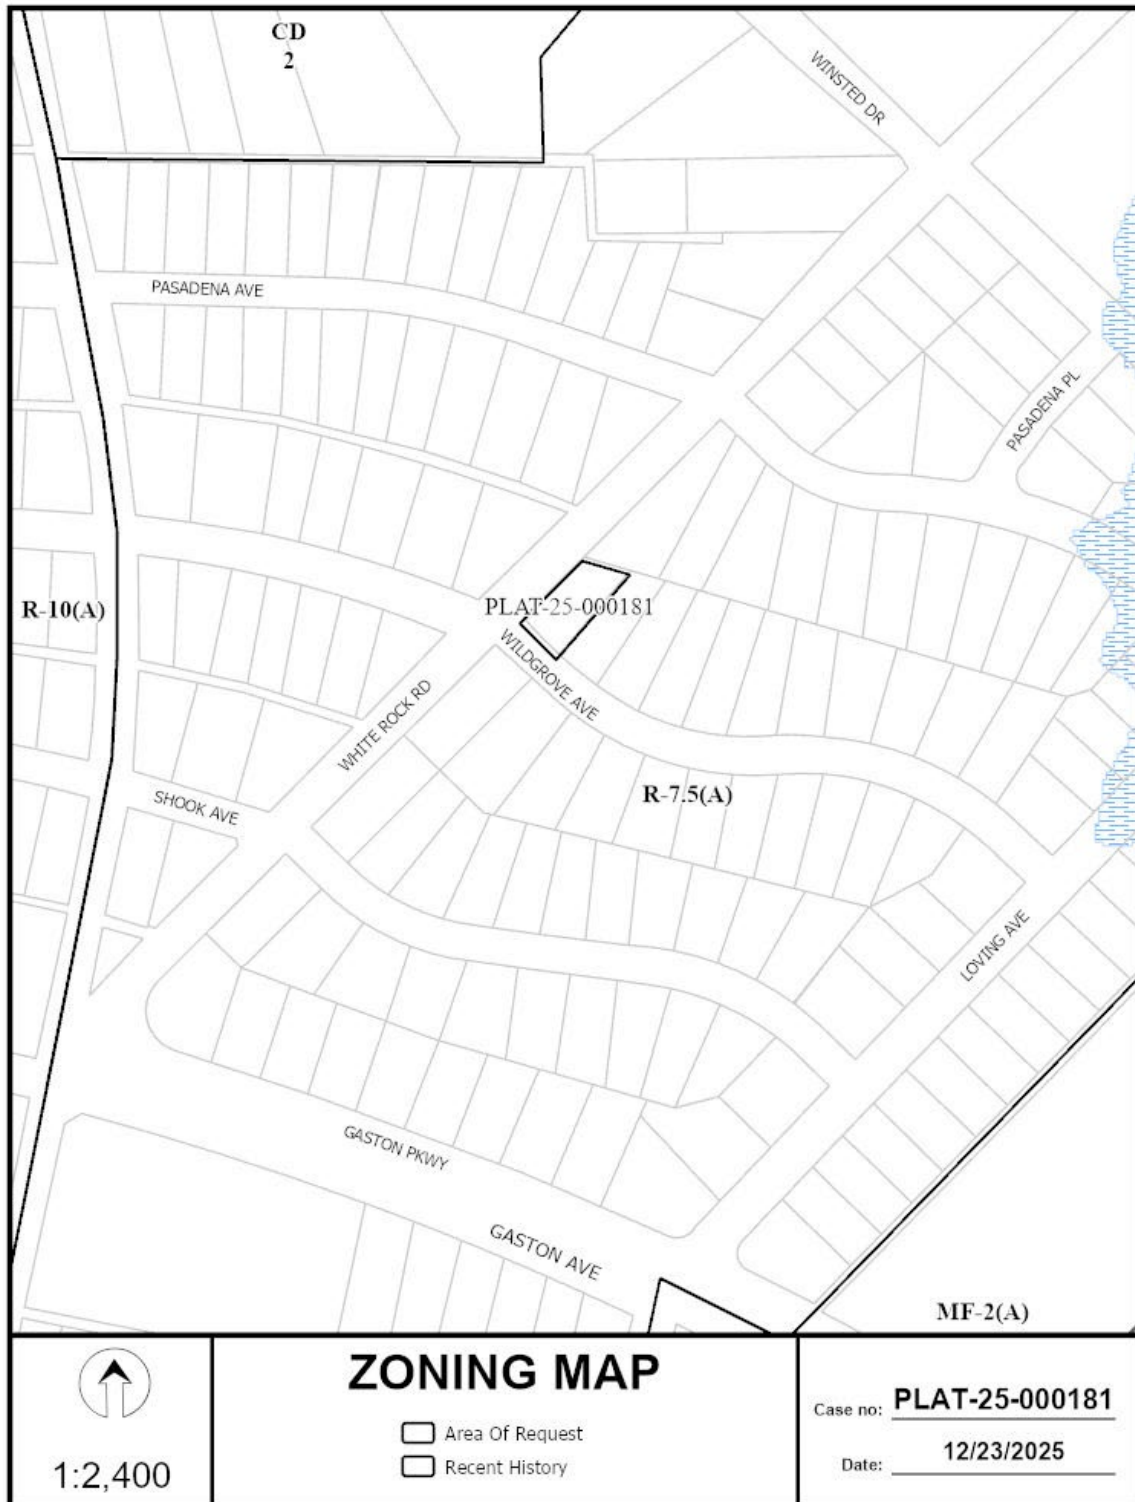 CD
2
WINSTED DR
PASADENA AVE
PASADENA PL
R-10(A)
PLAT-25-000181
WILDGROVE AVE
WHITE ROCK RD
SHOOK AVE
R-7.5(A)
LOVING AVE
GASTON PKWY
GASTON AVE
MF-2(A)
1:2,400
ZONING MAP
Area Of Request
Recent History
Case no: PLAT-25-000181
Date: 12/23/2025